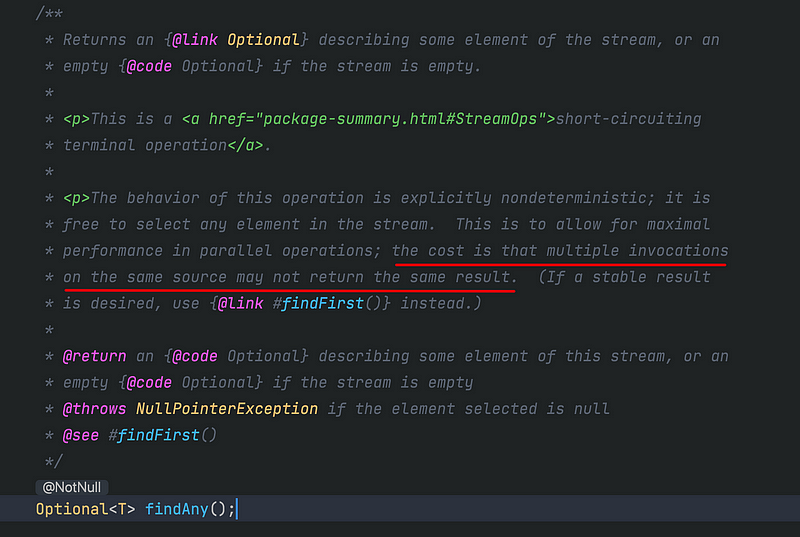 /**
 * Returns an {@link Optional} describing some element of the stream, or an
 * empty {@code Optional} if the stream is empty.
 *
 * <p>This is a <a href="package-summary.html#StreamOps">short-circuiting
 * terminal operation</a>.
 *
 * <p>The behavior of this operation is explicitly nondeterministic; it is
 * free to select any element in the stream.  This is to allow for maximal
 * performance in parallel operations; the cost is that multiple invocations
 * on the same source may not return the same result.  (If a stable result
 * is desired, use {@link #findFirst()} instead.)
 *
 * @return an {@code Optional} describing some element of this stream, or an
 * empty {@code Optional} if the stream is empty
 * @throws NullPointerException if the element selected is null
 * @see #findFirst()
 */
@NotNull
Optional<T> findAny();